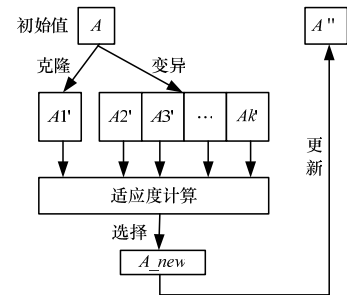 初始值 A A"
克隆 变异
A1' A2' A3' … Ak'
更新
适应度计算
选择
A_new